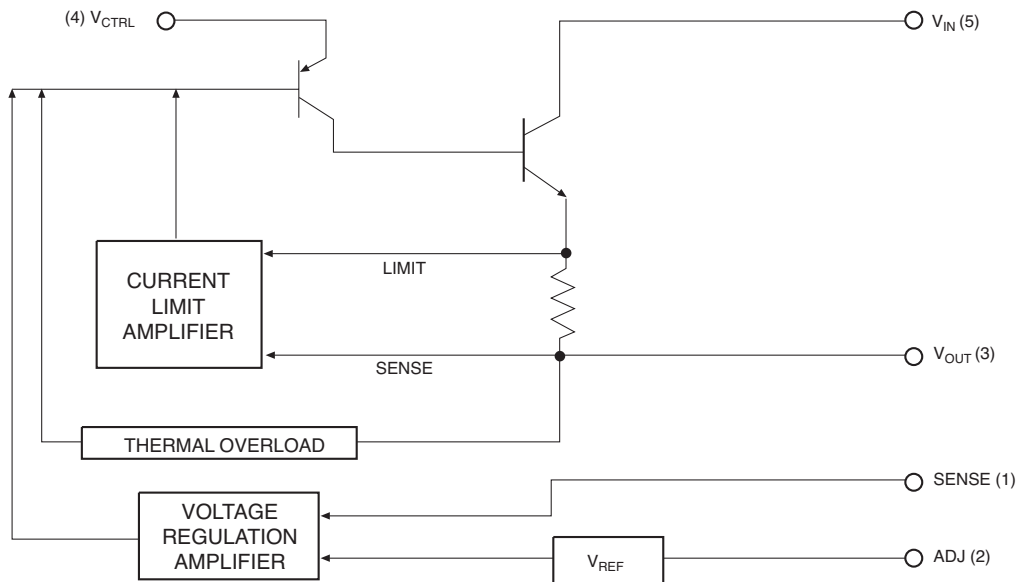 (4) VCTRL
VIN (5)
LIMIT
CURRENT
LIMIT
AMPLIFIER
SENSE
VOUT (3)
THERMAL OVERLOAD
SENSE (1)
VOLTAGE
REGULATION
AMPLIFIER
VREF
ADJ (2)